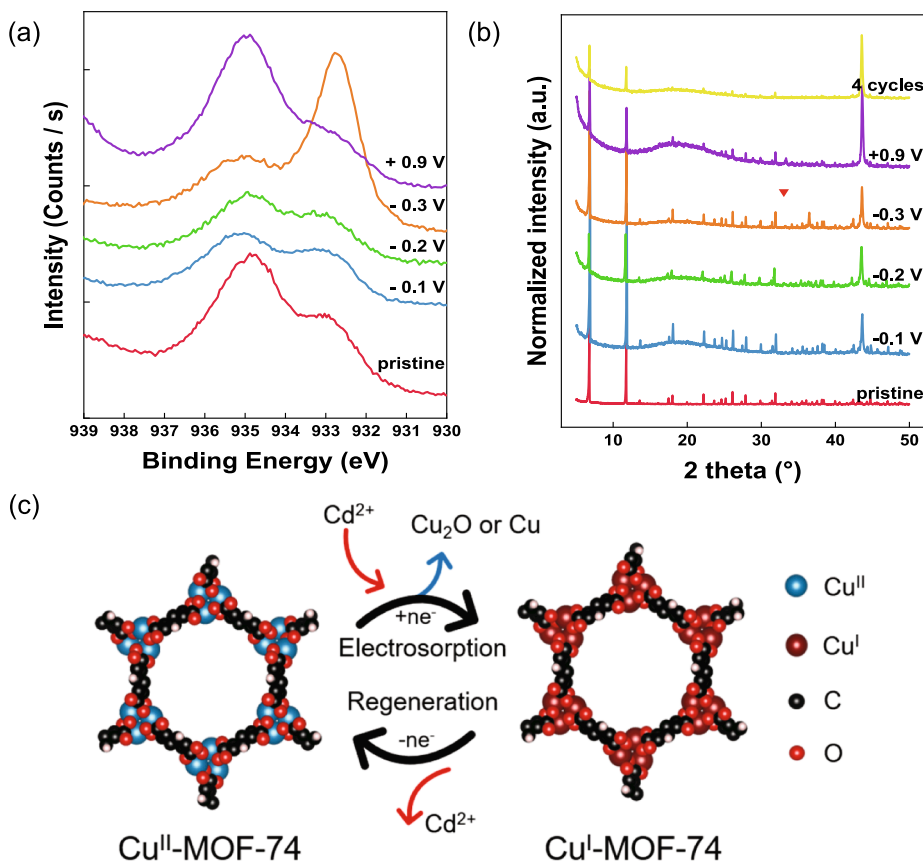 (a)
Intensity (Counts / s)
+ 0.9 V
- 0.3 V
- 0.2 V
- 0.1 V
pristine
939 938 937 936 935 934 933 932 931 930
Binding Energy (eV)
(b)
Normalized intensity (a.u.)
4 cycles
+0.9 V
-0.3 V
-0.2 V
-0.1 V
pristine
10 20 30 40 50
2 theta (°)
(c)
Cd²⁺
Cu₂O or Cu
+ne⁻
Electrosorption
Regeneration
-ne⁻
Cd²⁺
Cuᴵᴵ-MOF-74
Cuᴵ-MOF-74
Cuᴵᴵ
Cuᴵ
C
O